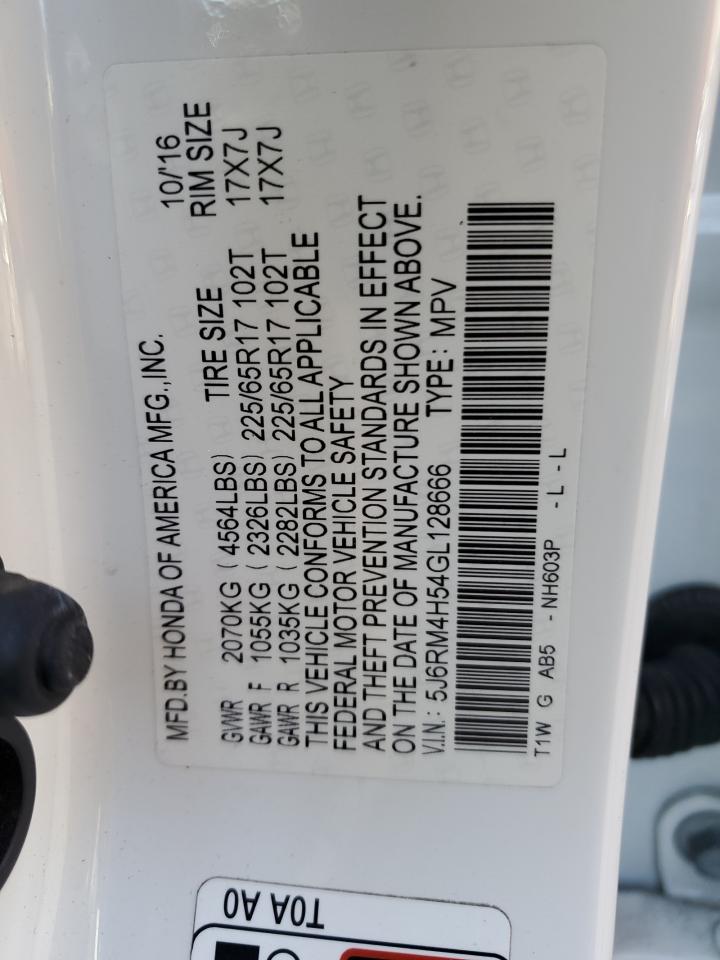 MFD.BY HONDA OF AMERICA MFG.,INC. 10/'16
TIRE SIZE RIM SIZE
GVWR 2070KG ( 4564LBS)
GAWR F 1055KG ( 2326LBS) 225/65R17 102T 17X7J
GAWR R 1035KG ( 2282LBS) 225/65R17 102T 17X7J
THIS VEHICLE CONFORMS TO ALL APPLICABLE
FEDERAL MOTOR VEHICLE SAFETY
AND THEFT PREVENTION STANDARDS IN EFFECT
ON THE DATE OF MANUFACTURE SHOWN ABOVE.
V.I.N.: 5J6RM4H54GL128666 TYPE: MPV
T1W G AB5 - NH603P - L - L
T0A A0